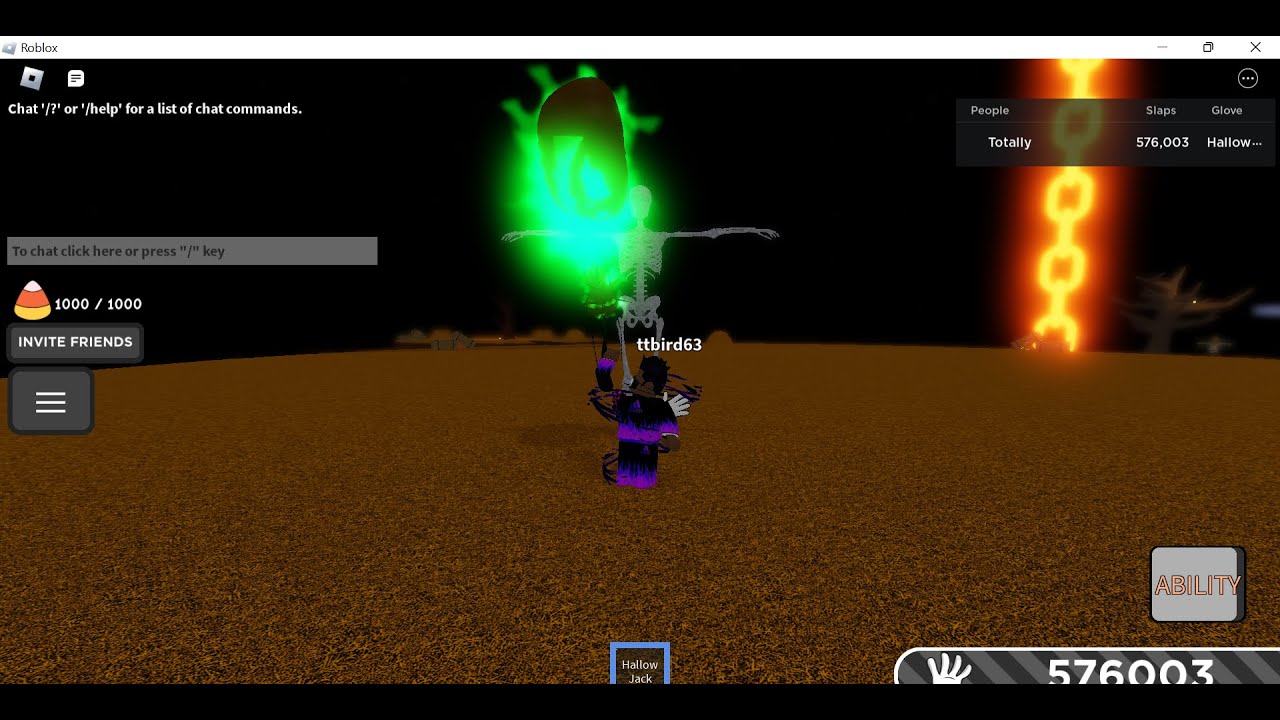 Roblox
Chat '/?' or '/help' for a list of chat commands.
People Slaps Glove
Totally 576,003 Hallow...
To chat click here or press "/" key
1000 / 1000
INVITE FRIENDS
ttbird63
ABILITY
Hallow
Jack
576003